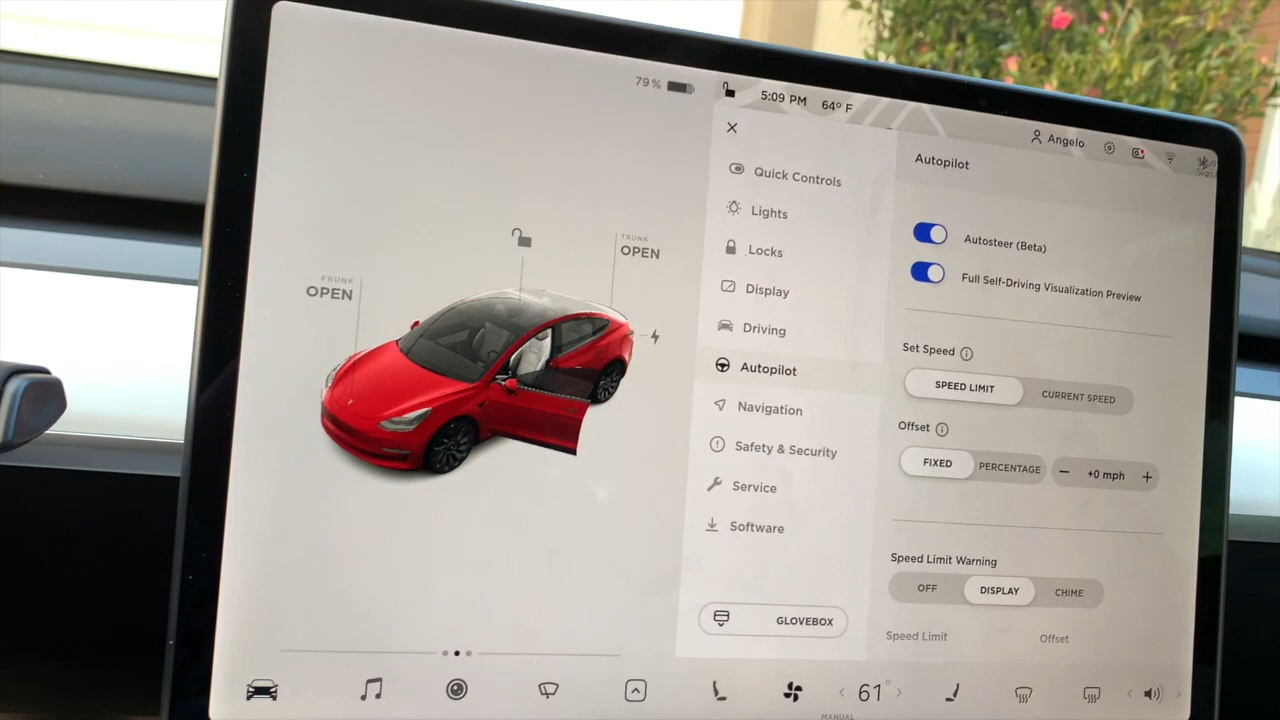 79 %
5:09 PM 64° F
Angelo
Quick Controls
Lights
Locks
Display
Driving
Autopilot
Navigation
Safety & Security
Service
Software
GLOVEBOX
FRUNK
OPEN
TRUNK
OPEN
Autopilot
Autosteer (Beta)
Full Self-Driving Visualization Preview
Set Speed
SPEED LIMIT CURRENT SPEED
Offset
FIXED PERCENTAGE − +0 mph +
Speed Limit Warning
OFF DISPLAY CHIME
Speed Limit Offset
61°
MANUAL